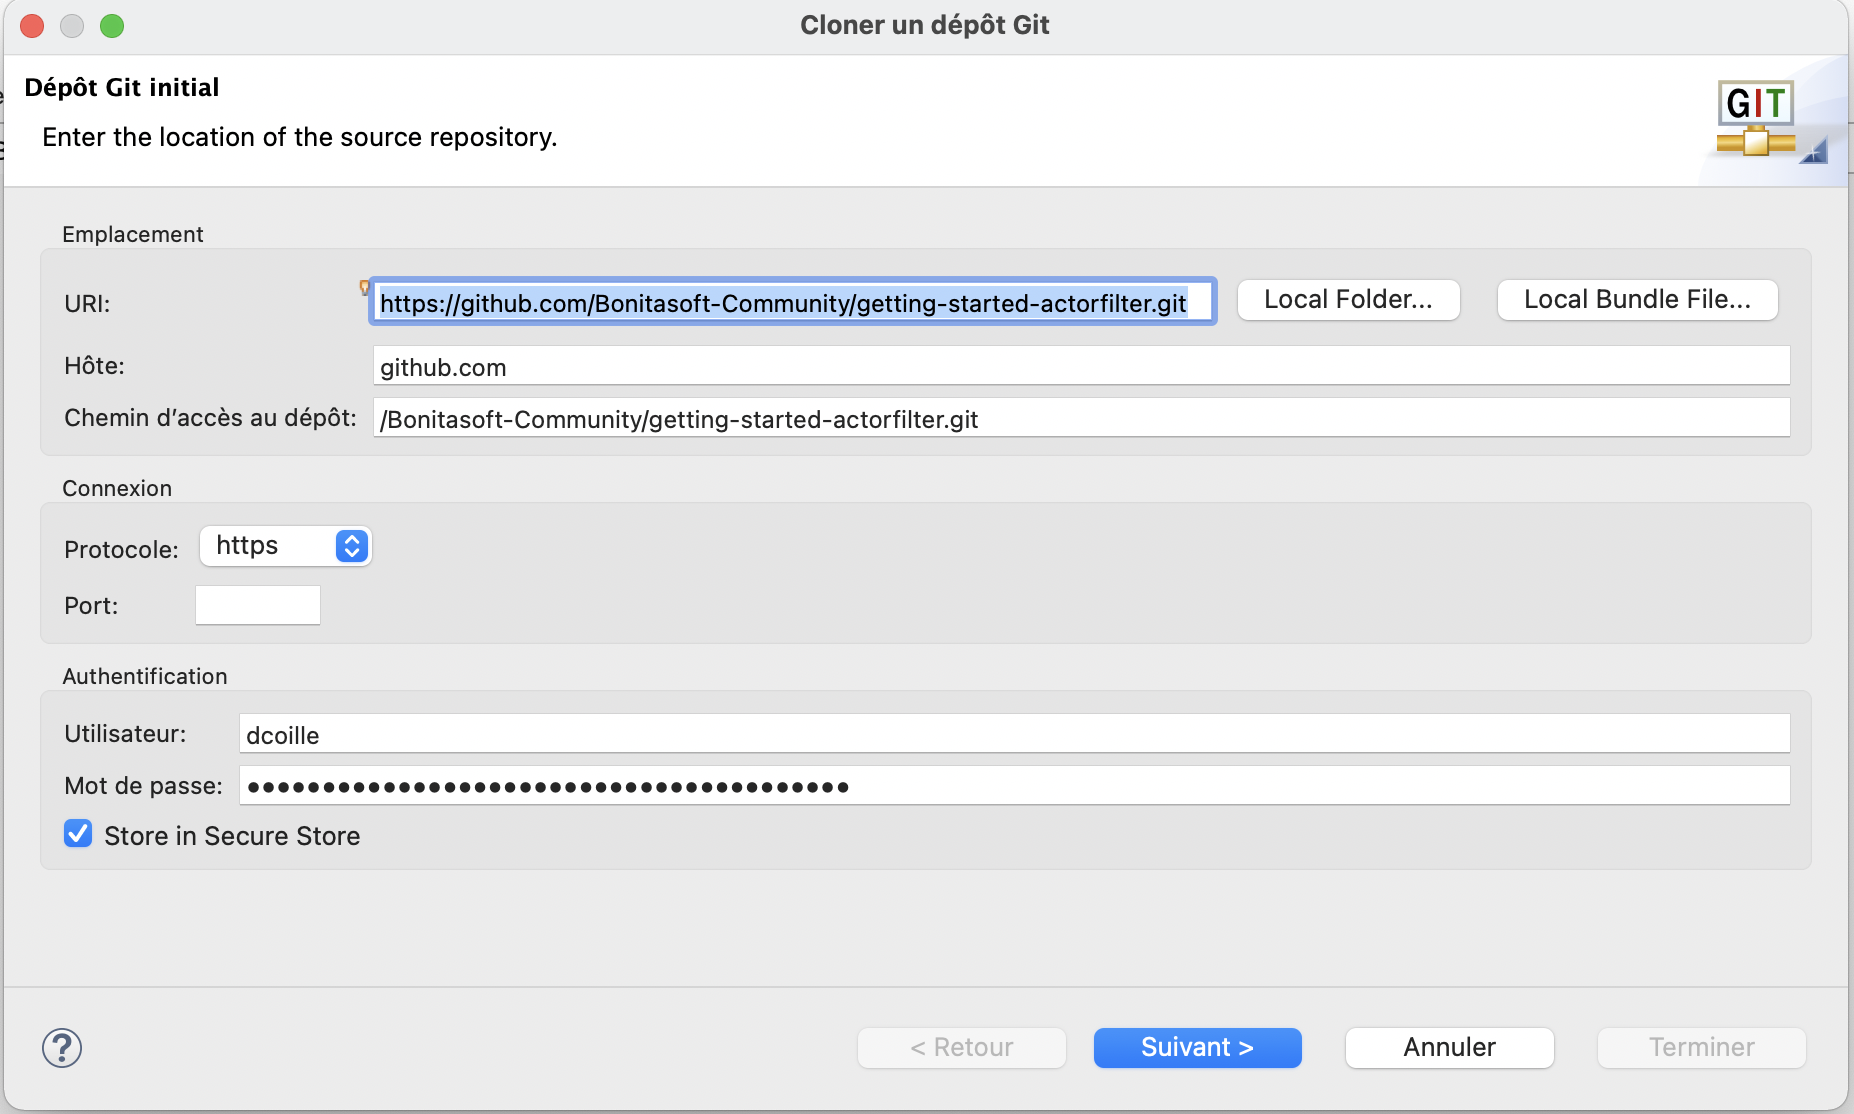 Cloner un dépôt Git
Dépôt Git initial
Enter the location of the source repository.
GIT
Emplacement
URI: https://github.com/Bonitasoft-Community/getting-started-actorfilter.git Local Folder... Local Bundle File...
Hôte: github.com
Chemin d’accès au dépôt: /Bonitasoft-Community/getting-started-actorfilter.git
Connexion
Protocole: https
Port:
Authentification
Utilisateur: dcoille
Mot de passe: ●●●●●●●●●●●●●●●●●●●●●●●●●●●●●●●●●●●●●●●●
Store in Secure Store
? < Retour Suivant > Annuler Terminer